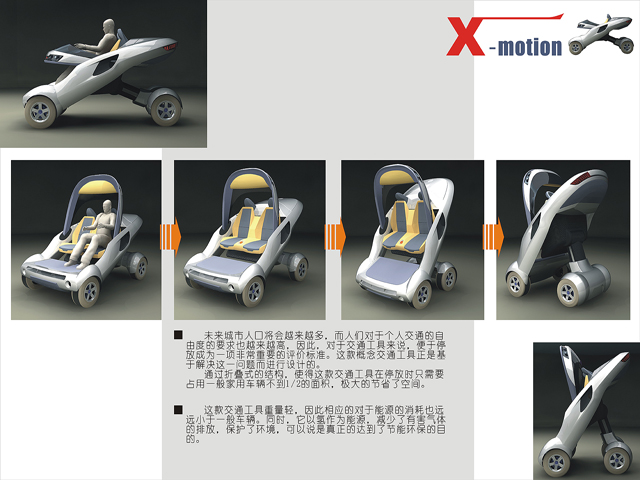 X-motion
未来城市人口将会越来越多，而人们对于个人交通的自
由度的要求也越来越高，因此，对于交通工具来说，便于停
放成为一项非常重要的评价标准。这款概念交通工具正是基
于解决这一问题而进行设计的。
通过折叠式的结构，使得这款交通工具在停放时只需要
占用一般家用车辆不到1/2的面积，极大的节省了空间。
这款交通工具重量轻，因此相应的对于能源的消耗也远
远小于一般车辆。同时，它以氢作为能源，减少了有害气体
的排放，保护了环境，可以说是真正的达到了节能环保的目
的。